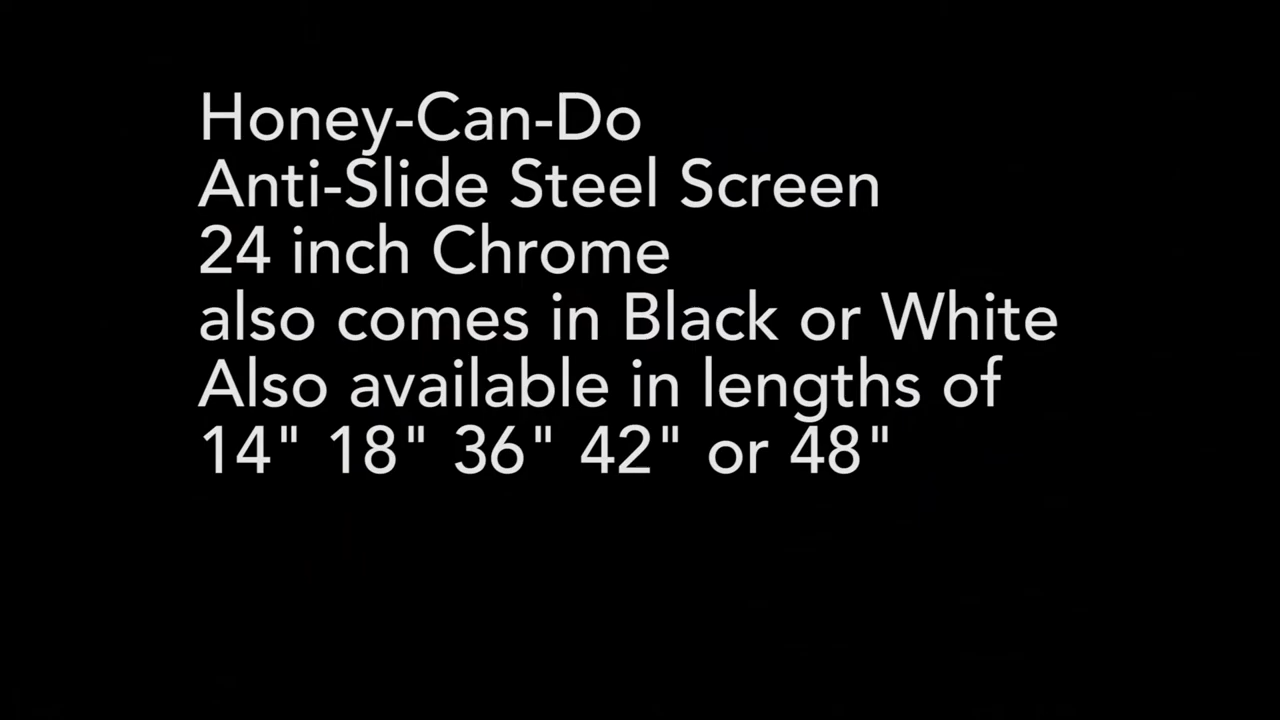 Honey-Can-Do
Anti-Slide Steel Screen
24 inch Chrome
also comes in Black or White
Also available in lengths of
14" 18" 36" 42" or 48"